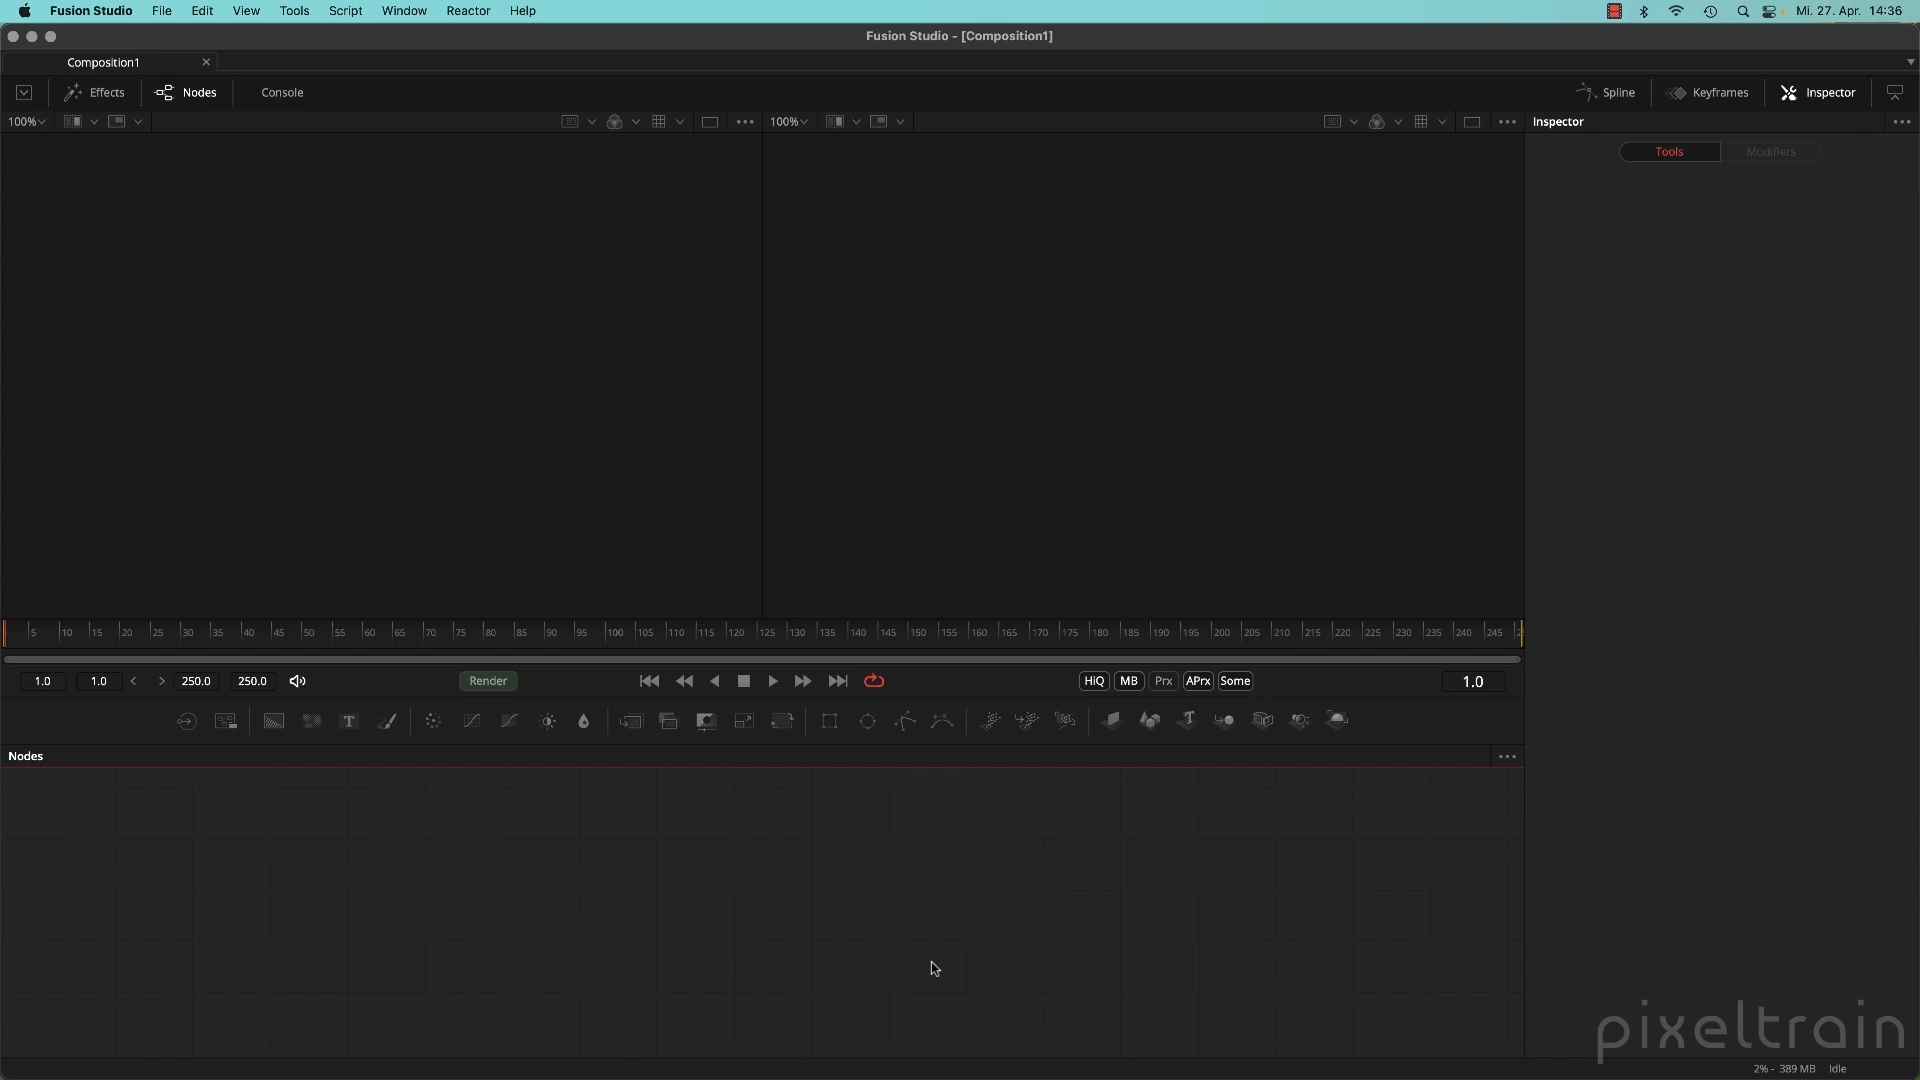 Fusion Studio File Edit View Tools Script Window Reactor Help Mi. 27. Apr. 14:36
Fusion Studio - [Composition1]
Composition1
Effects Nodes Console Spline Keyframes Inspector
100% 100% Inspector
Tools Modifiers
5 10 15 20 25 30 35 40 45 50 55 60 65 70 75 80 85 90 95 100 105 110 115 120 125 130 135 140 145 150 155 160 165 170 175 180 185 190 195 200 205 210 215 220 225 230 235 240 245
1.0 1.0 < > 250.0 250.0 Render HiQ MB Prx APrx Some 1.0
T T
Nodes
pixeltrain
2% - 389 MB Idle